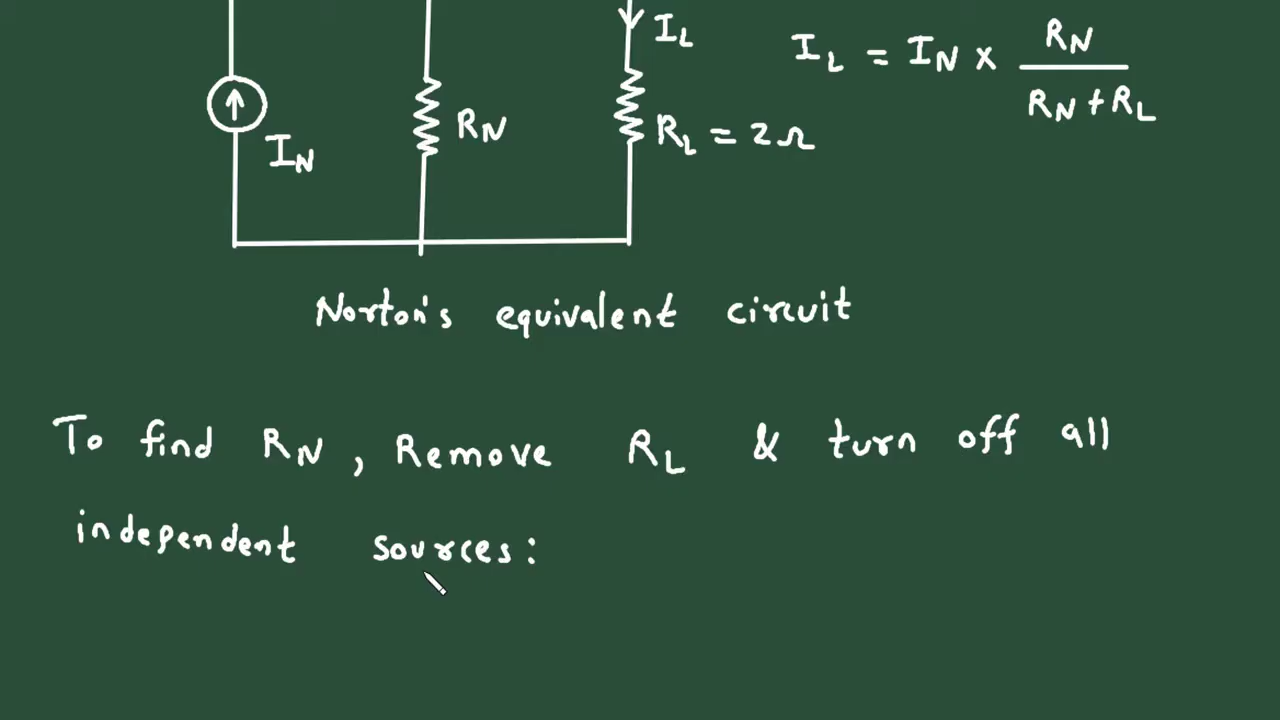 I_L
I_L = I_N × R_N / (R_N + R_L)
I_N
R_N
R_L = 2Ω
Norton's equivalent circuit
To find R_N, Remove R_L & turn off all
independent sources: